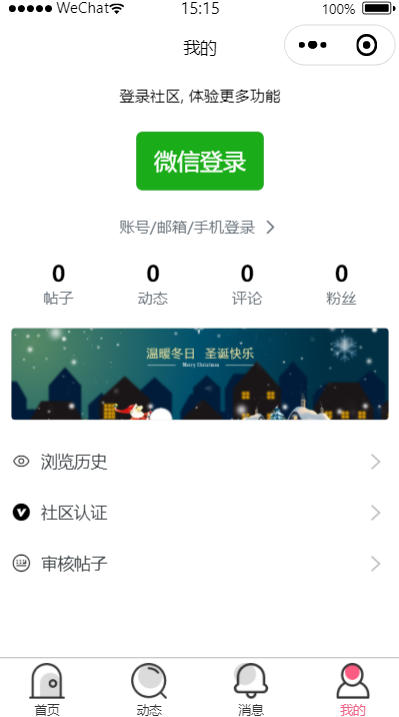 WeChat 15:15 100%
我的
登录社区, 体验更多功能
微信登录
账号/邮箱/手机登录
0 0 0 0
帖子 动态 评论 粉丝
温暖冬日 圣诞快乐
Merry Christmas
浏览历史
社区认证
审核帖子
首页 动态 消息 我的